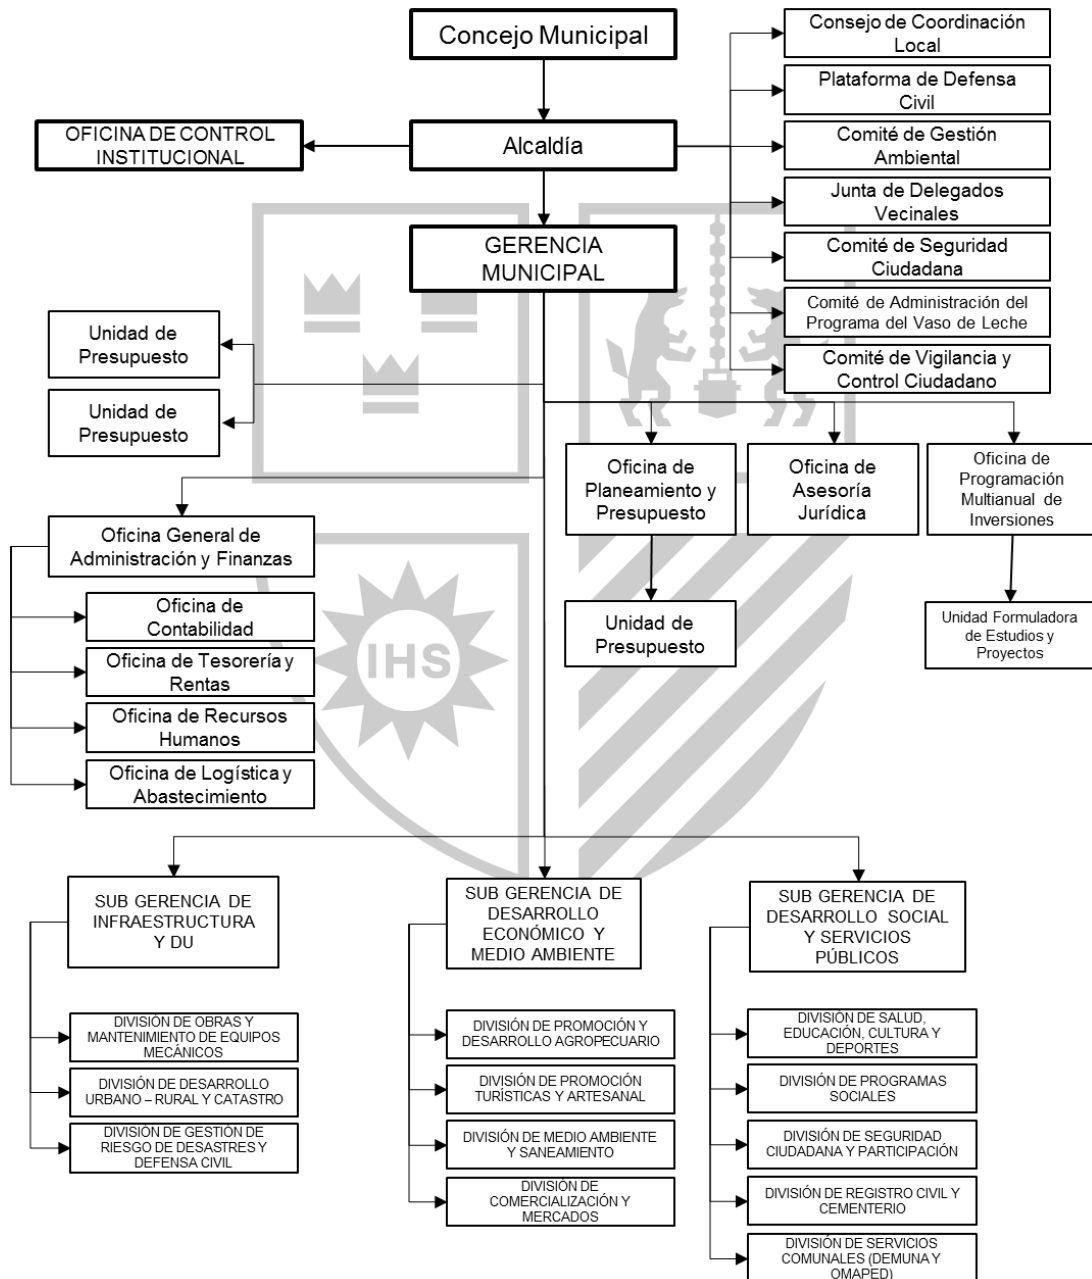 Concejo Municipal
Consejo de Coordinación
Local
Plataforma de Defensa
Civil
OFICINA DE CONTROL
INSTITUCIONAL
Alcaldía
Comité de Gestión
Ambiental
Junta de Delegados
Vecinales
GERENCIA
MUNICIPAL
Comité de Seguridad
Ciudadana
Comité de Administración del
Programa del Vaso de Leche
Comité de Vigilancia y
Control Ciudadano
Unidad de
Presupuesto
Unidad de
Presupuesto
Oficina de
Planeamiento y
Presupuesto
Oficina de
Asesoría
Jurídica
Oficina de
Programación
Multianual de
Inversiones
Oficina General de
Administración y Finanzas
Oficina de
Contabilidad
Oficina de Tesorería y
Rentas
Oficina de Recursos
Humanos
Oficina de Logística y
Abastecimiento
Unidad de
Presupuesto
Unidad Formuladora
de Estudios y
Proyectos
IHS
SUB GERENCIA DE
INFRAESTRUCTURA
Y DU
SUB GERENCIA DE
DESARROLLO
ECONÓMICO Y
MEDIO AMBIENTE
SUB GERENCIA DE
DESARROLLO SOCIAL
Y SERVICIOS
PÚBLICOS
DIVISIÓN DE OBRAS Y
MANTENIMIENTO DE EQUIPOS
MECÁNICOS
DIVISIÓN DE DESARROLLO
URBANO – RURAL Y CATASTRO
DIVISIÓN DE GESTIÓN DE
RIESGO DE DESASTRES Y
DEFENSA CIVIL
DIVISIÓN DE PROMOCIÓN Y
DESARROLLO AGROPECUARIO
DIVISIÓN DE PROMOCIÓN
TURÍSTICAS Y ARTESANAL
DIVISIÓN DE MEDIO AMBIENTE
Y SANEAMIENTO
DIVISIÓN DE
COMERCIALIZACIÓN Y
MERCADOS
DIVISIÓN DE SALUD,
EDUCACIÓN, CULTURA Y
DEPORTES
DIVISIÓN DE PROGRAMAS
SOCIALES
DIVISIÓN DE SEGURIDAD
CIUDADANA Y PARTICIPACIÓN
DIVISIÓN DE REGISTRO CIVIL Y
CEMENTERIO
DIVISIÓN DE SERVICIOS
COMUNALES (DEMUNA Y
OMAPED)